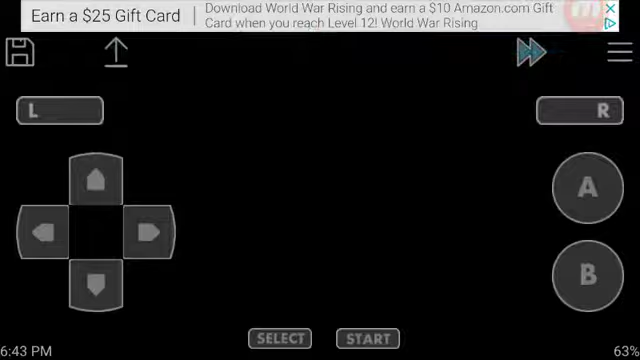 Earn a $25 Gift Card
Download World War Rising and earn a $10 Amazon.com Gift
Card when you reach Level 12! World War Rising
L
R
A
B
SELECT
START
6:43 PM
63%